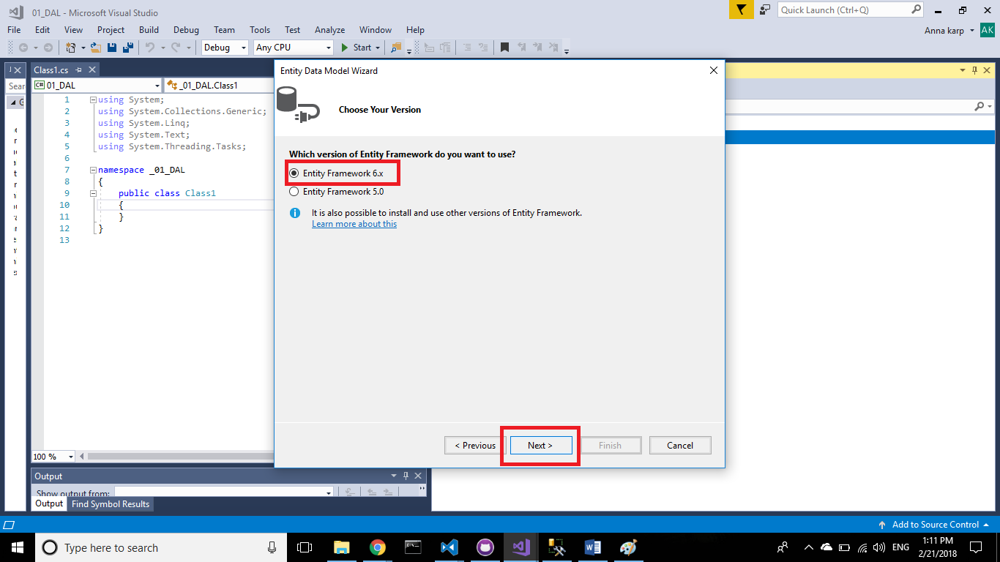 01_DAL - Microsoft Visual Studio
Quick Launch (Ctrl+Q)
File Edit View Project Build Debug Team Tools Test Analyze Window Help
Anna karp AK
Debug Any CPU Start
Class1.cs
Sear
C# 01_DAL _01_DAL.Class1
G
1 using System;
2 using System.Collections.Generic;
3 using System.Linq;
4 using System.Text;
5 using System.Threading.Tasks;
6
7 namespace _01_DAL
8 {
9 public class Class1
10 {
11 }
12 }
13
100 %
Entity Data Model Wizard
Choose Your Version
Which version of Entity Framework do you want to use?
Entity Framework 6.x
Entity Framework 5.0
It is also possible to install and use other versions of Entity Framework.
Learn more about this
< Previous Next > Finish Cancel
Output
Show output from:
Output Find Symbol Results
Add to Source Control
Type here to search
ENG
1:11 PM
2/21/2018